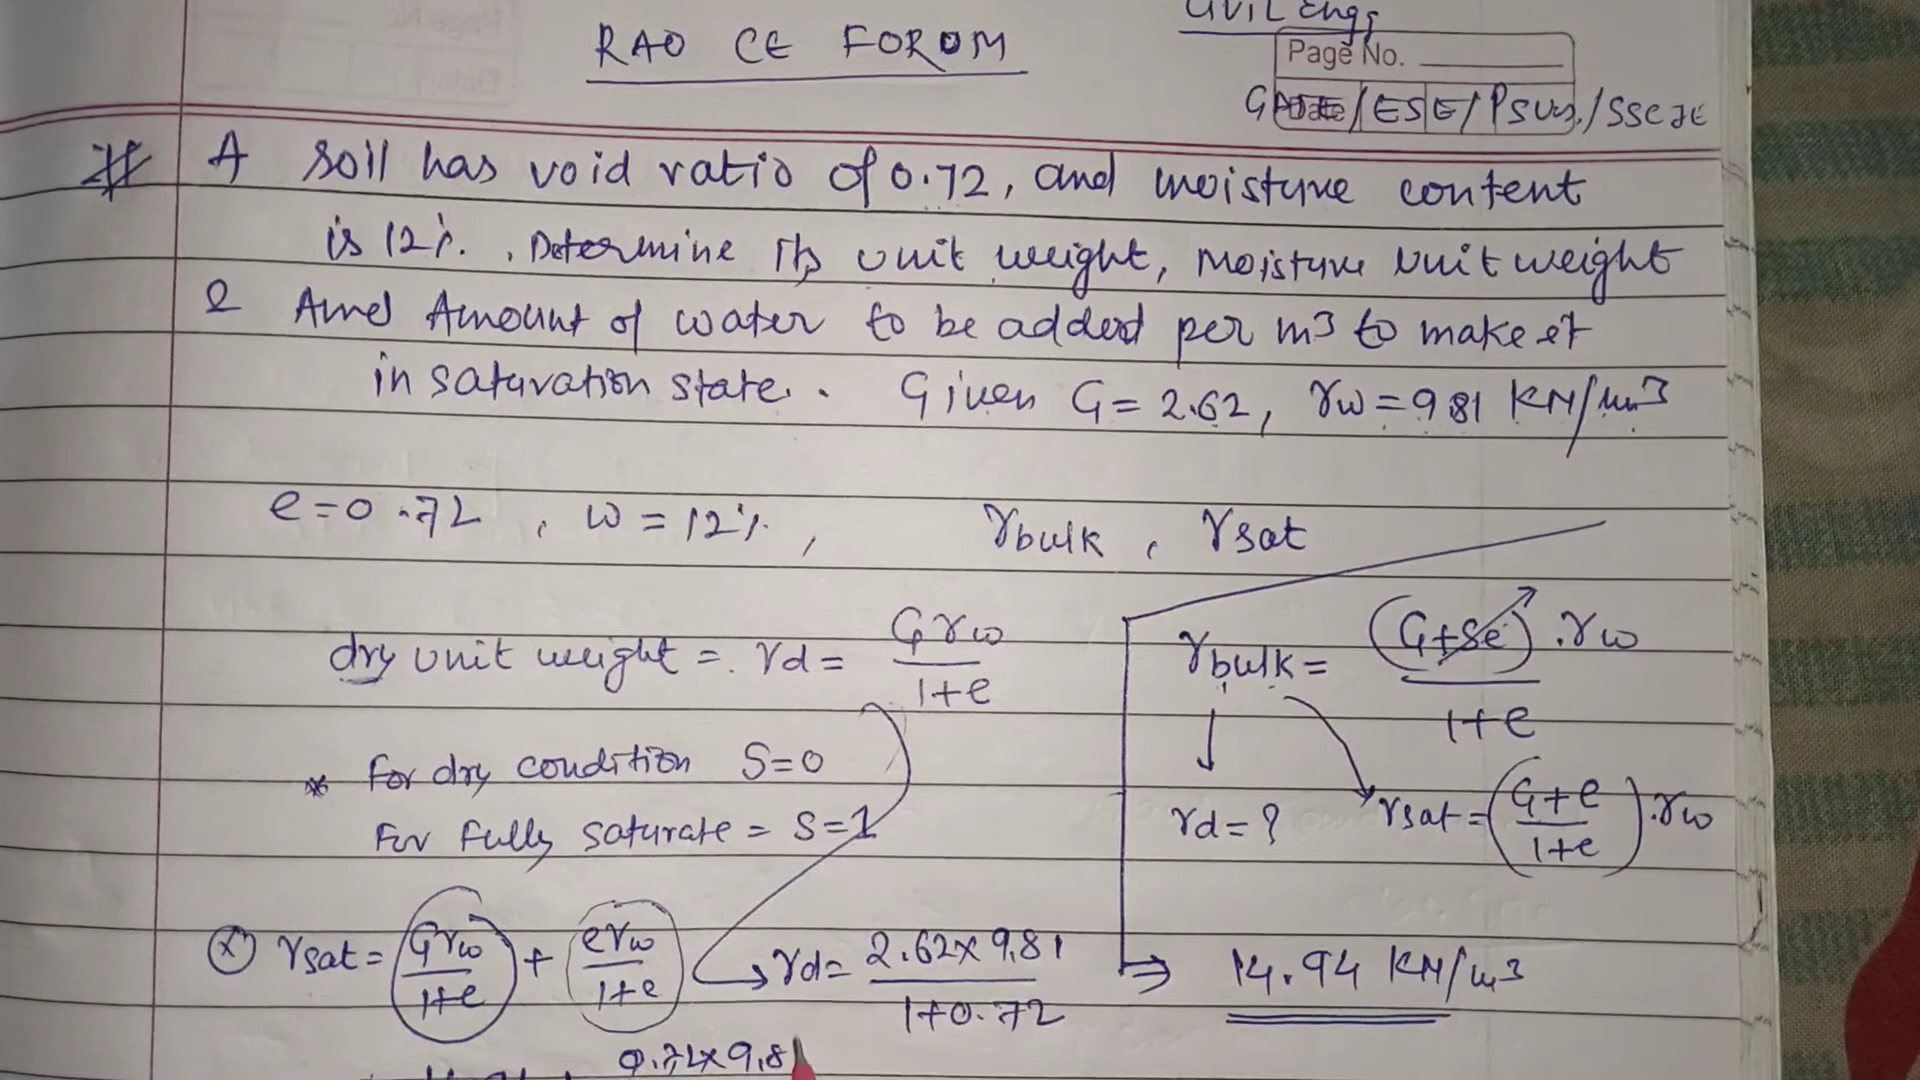 CIVIL Engg
RAO CE FORUM
Page No.
GATE/ESE/PSUs./SSC JE
# A soil has void ratio of 0.72, and moisture content
is 12%. Determine its unit weight, moisture unit weight
& Amd Amount of water to be added per m3 to make it
in saturation state. Given G = 2.62, γw = 9.81 KN/m3
e = 0.72, w = 12%, γbulk, γsat
dry unit weight = γd = Gγw / 1+e
γbulk = (G+Se).γw / 1+e
* for dry condition S=0
For fully saturate = S=1
γd = ?
γsat = (G+e / 1+e).γw
(x) γsat = (Gγw / 1+e) + (eγw / 1+e)
γd = 2.62×9.81 / 1+0.72 ⇒ 14.94 KN/m3
0.72×9.8